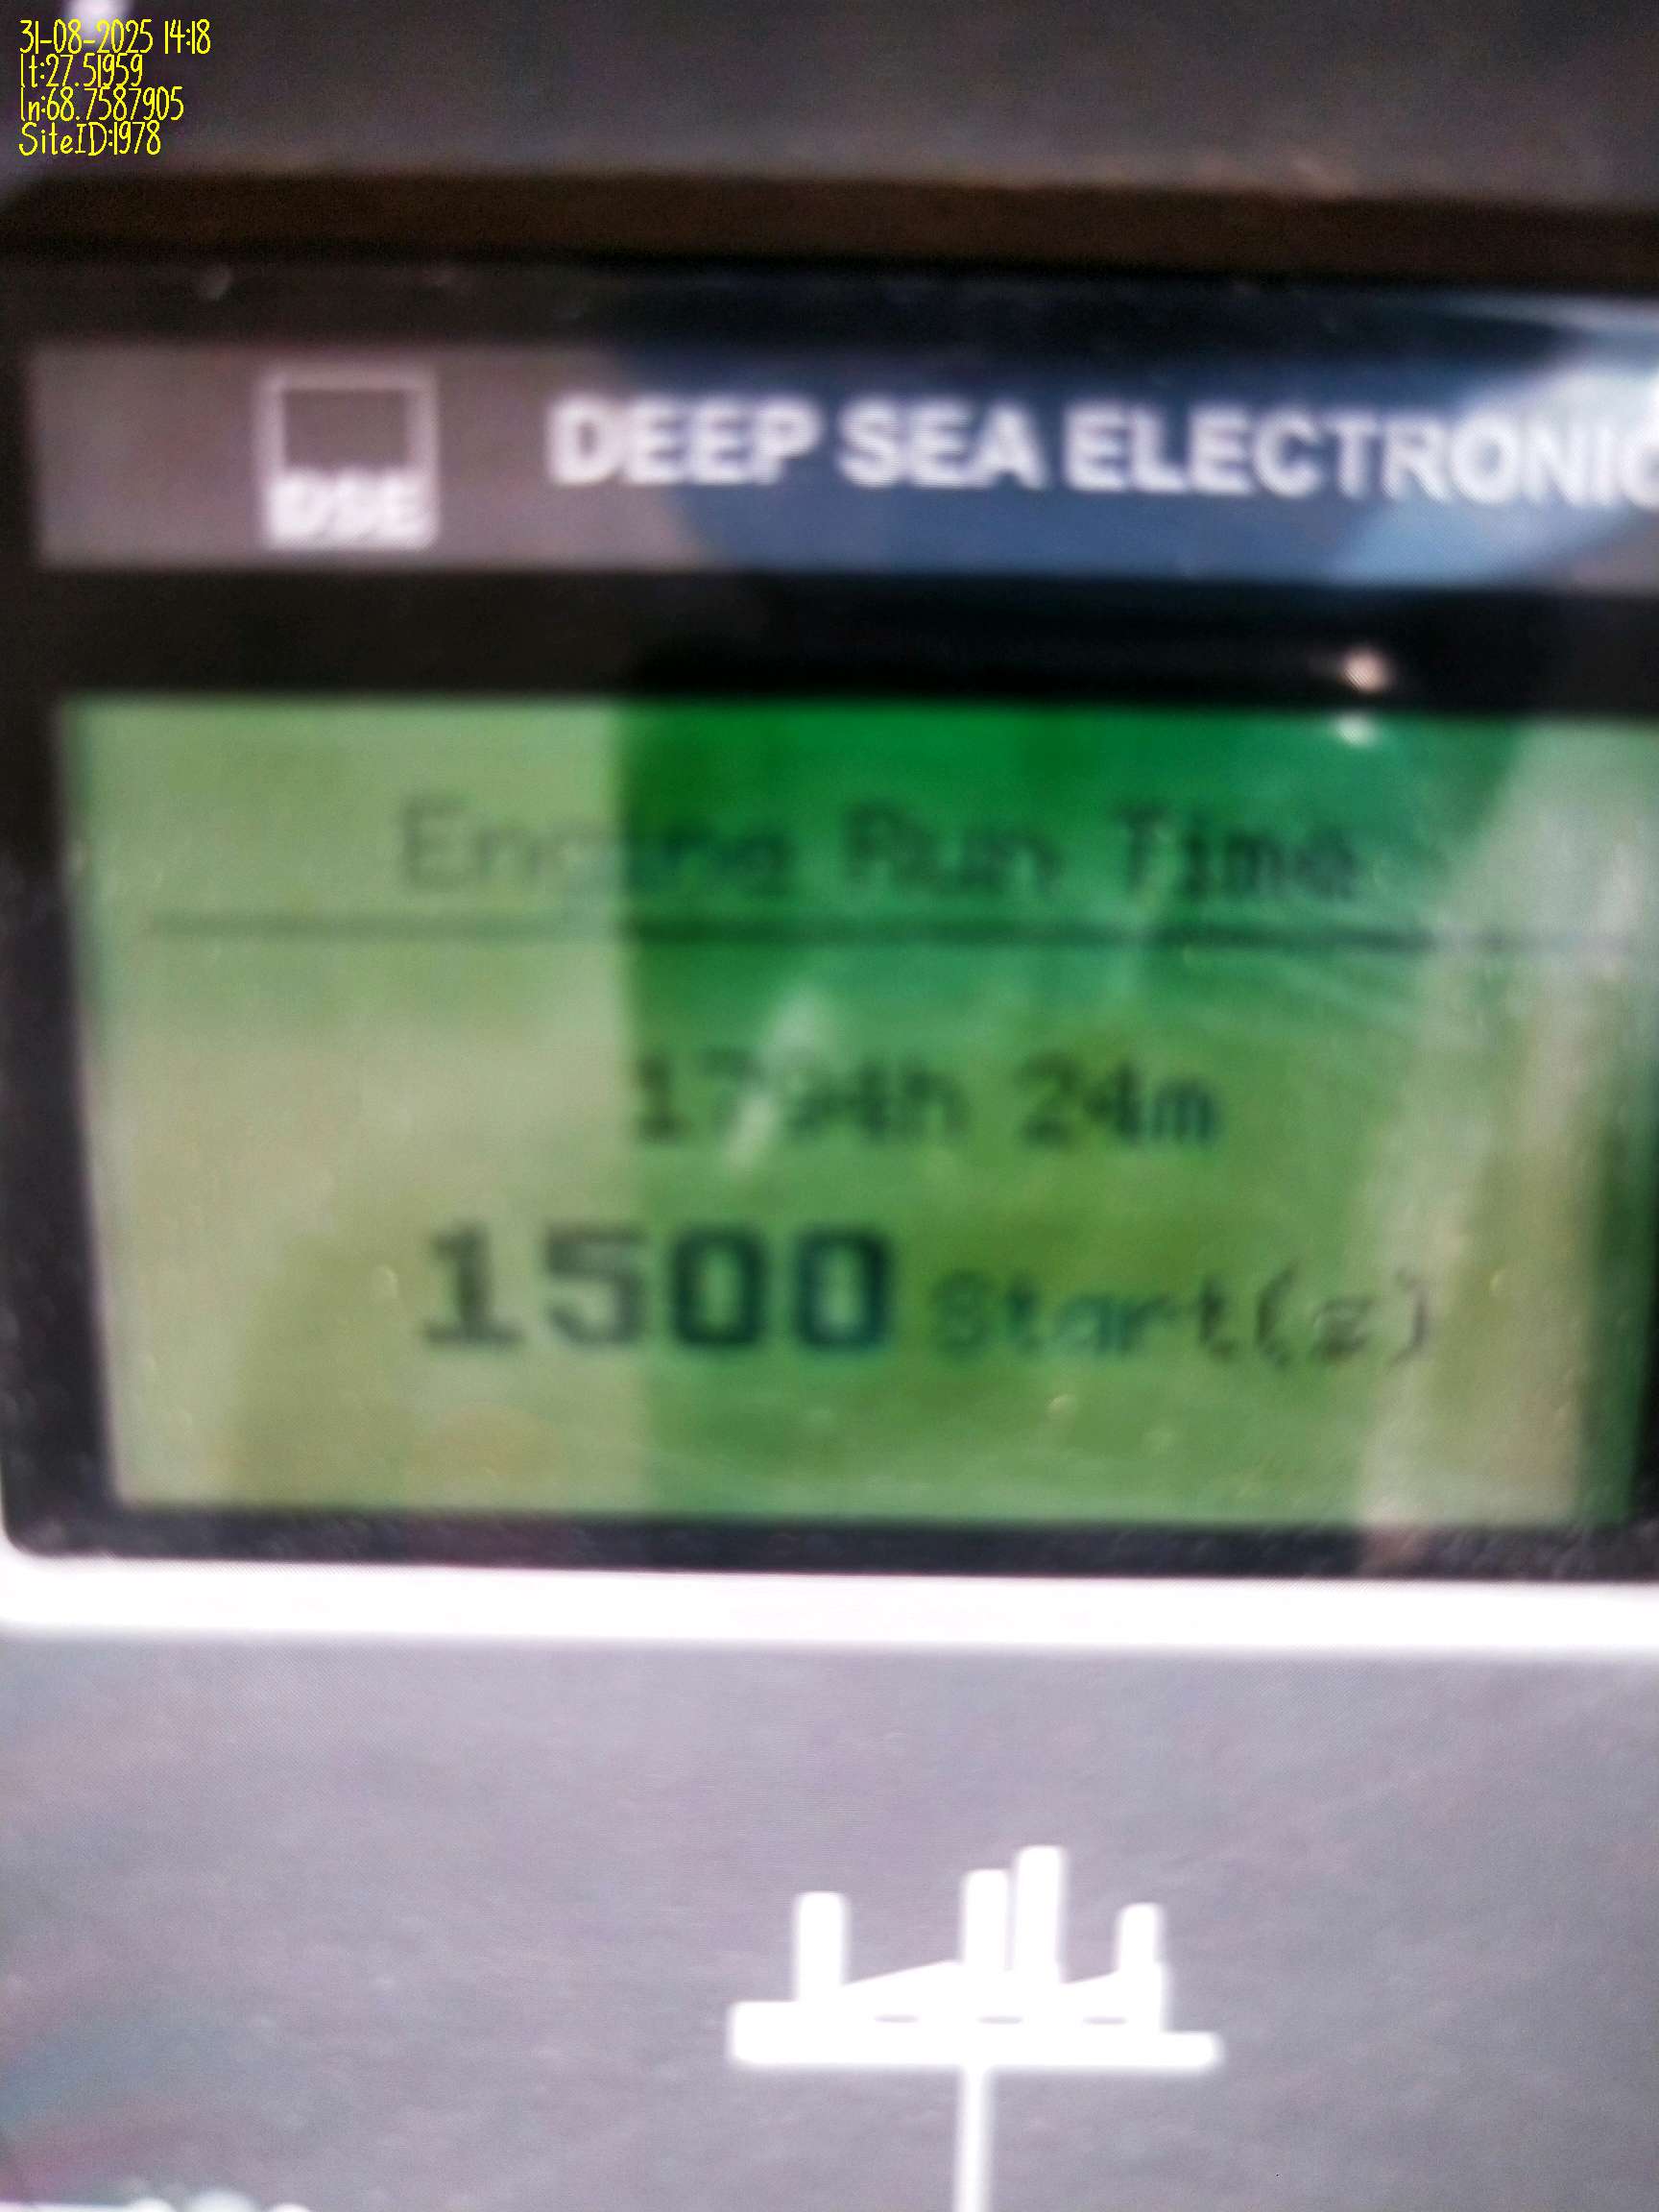 31-08-2025 14:18
lt:27.51959
ln:68.7587905
SiteID:1978
DSE
DEEP SEA ELECTRONIC
Engine Run Time
24m
1500 Start(s)